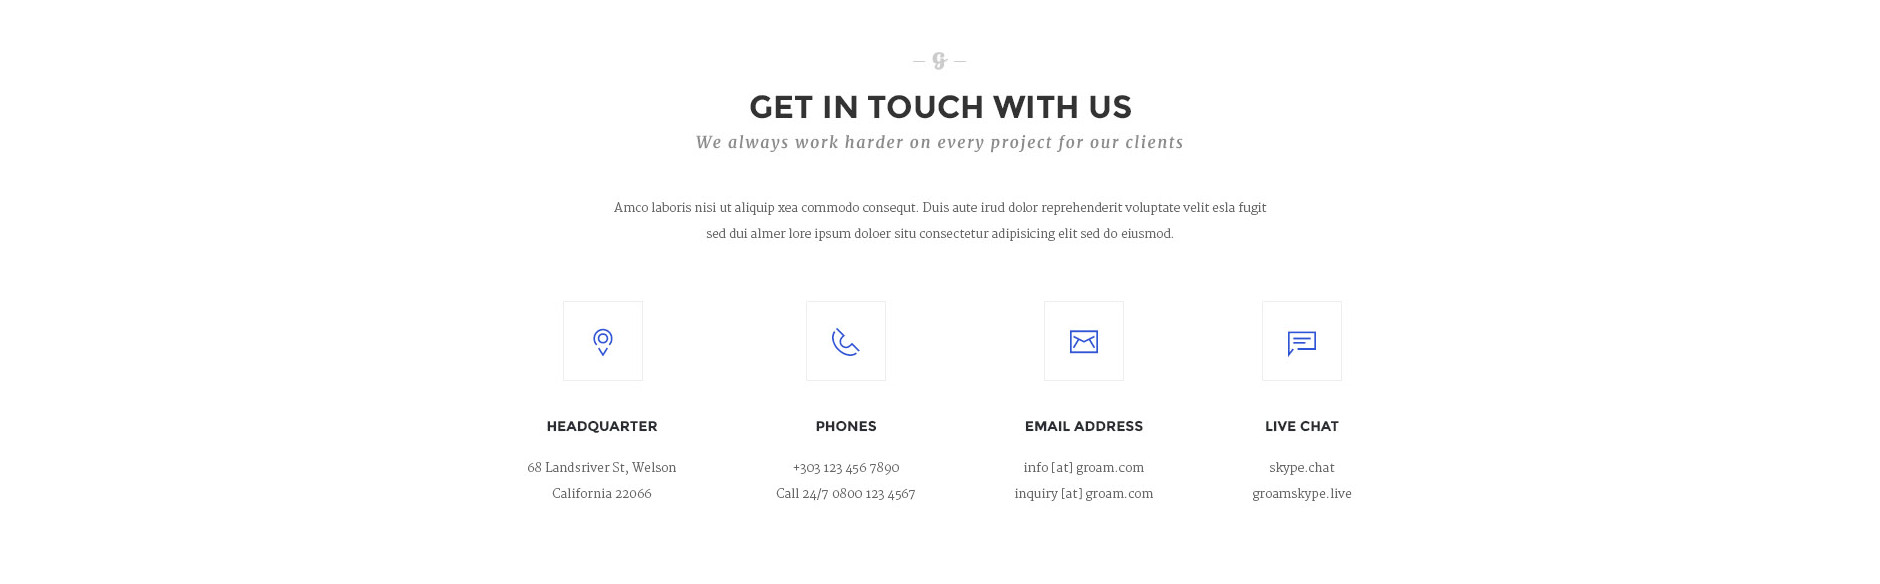 GET IN TOUCH WITH US
We always work harder on every project for our clients
Amco laboris nisi ut aliquip xea commodo consequt. Duis aute irud dolor reprehenderit voluptate velit esla fugit
sed dui almer lore ipsum doloer situ consectetur adipisicing elit sed do eiusmod.
HEADQUARTER
68 Landsriver St, Welson
California 22066
PHONES
+303 123 456 7890
Call 24/7 0800 123 4567
EMAIL ADDRESS
info [at] groam.com
inquiry [at] groam.com
LIVE CHAT
skype.chat
groamskype.live